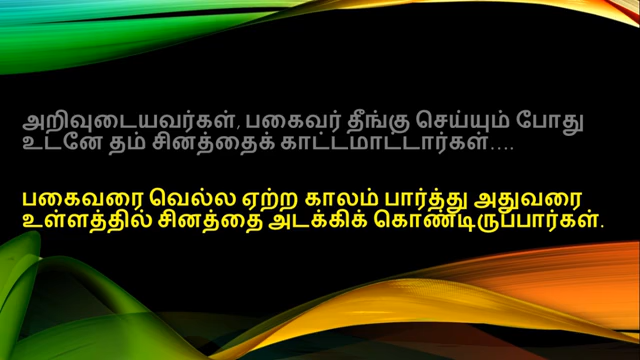 அறிவுடையவர்கள், பகைவர் தீங்கு செய்யும் போது
உடனே தம் சினத்தைக் காட்டமாட்டார்கள்....
பகைவரை வெல்ல ஏற்ற காலம் பார்த்து அதுவரை
உள்ளத்தில் சினத்தை அடக்கிக் கொண்டிருப்பார்கள்.